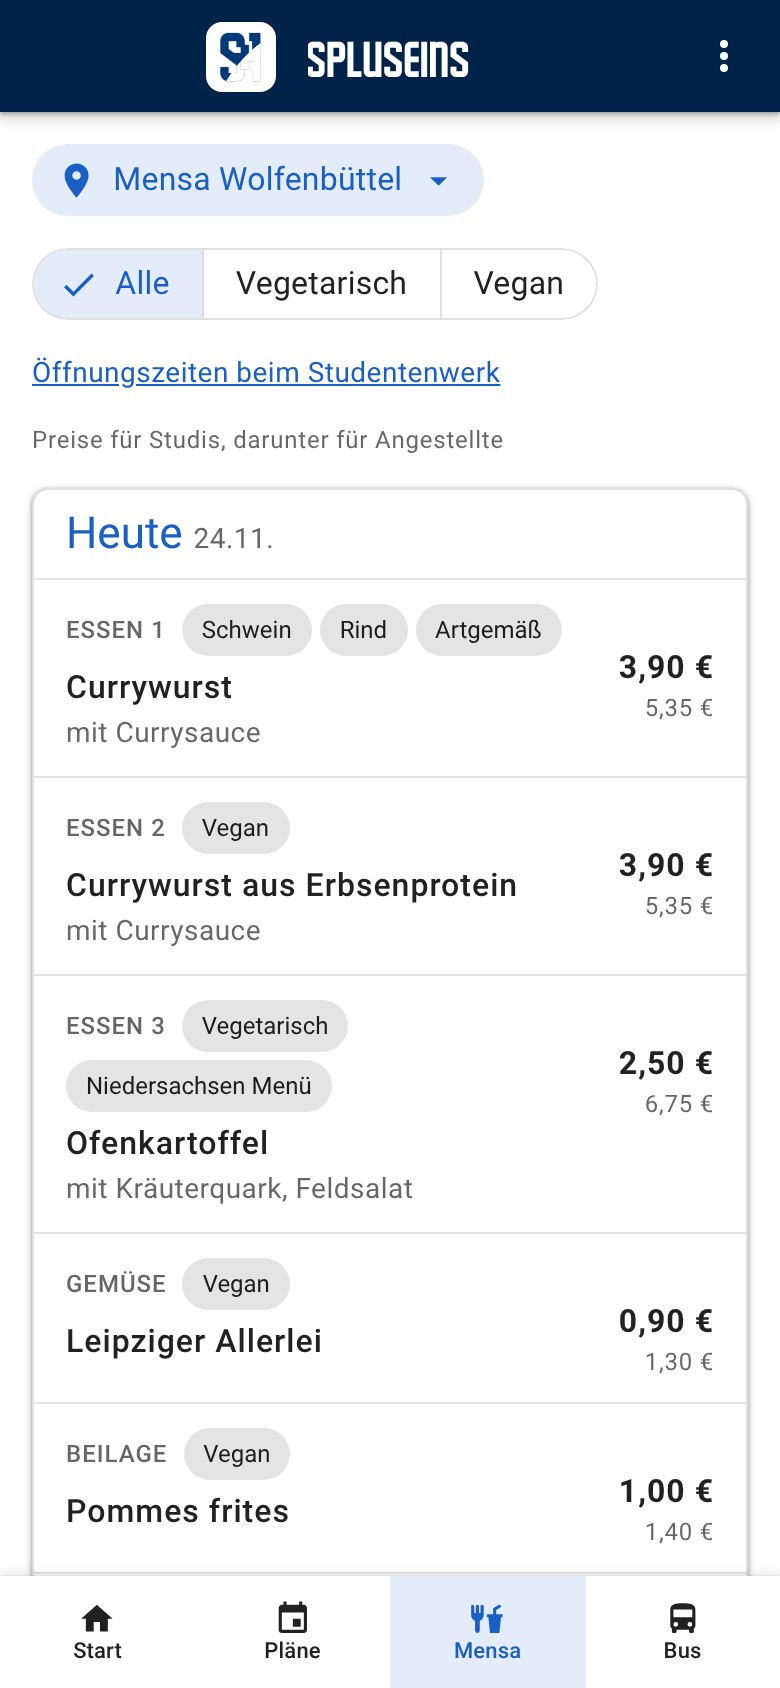 S1 SPLUSEINS
Mensa Wolfenbüttel
Alle Vegetarisch Vegan
Öffnungszeiten beim Studentenwerk
Preise für Studis, darunter für Angestellte
Heute 24.11.
ESSEN 1 Schwein Rind Artgemäß
3,90 €
Currywurst
5,35 €
mit Currysauce
ESSEN 2 Vegan
3,90 €
Currywurst aus Erbsenprotein
5,35 €
mit Currysauce
ESSEN 3 Vegetarisch
2,50 €
Niedersachsen Menü
6,75 €
Ofenkartoffel
mit Kräuterquark, Feldsalat
GEMÜSE Vegan
0,90 €
Leipziger Allerlei
1,30 €
BEILAGE Vegan
1,00 €
Pommes frites
1,40 €
Start Pläne Mensa Bus